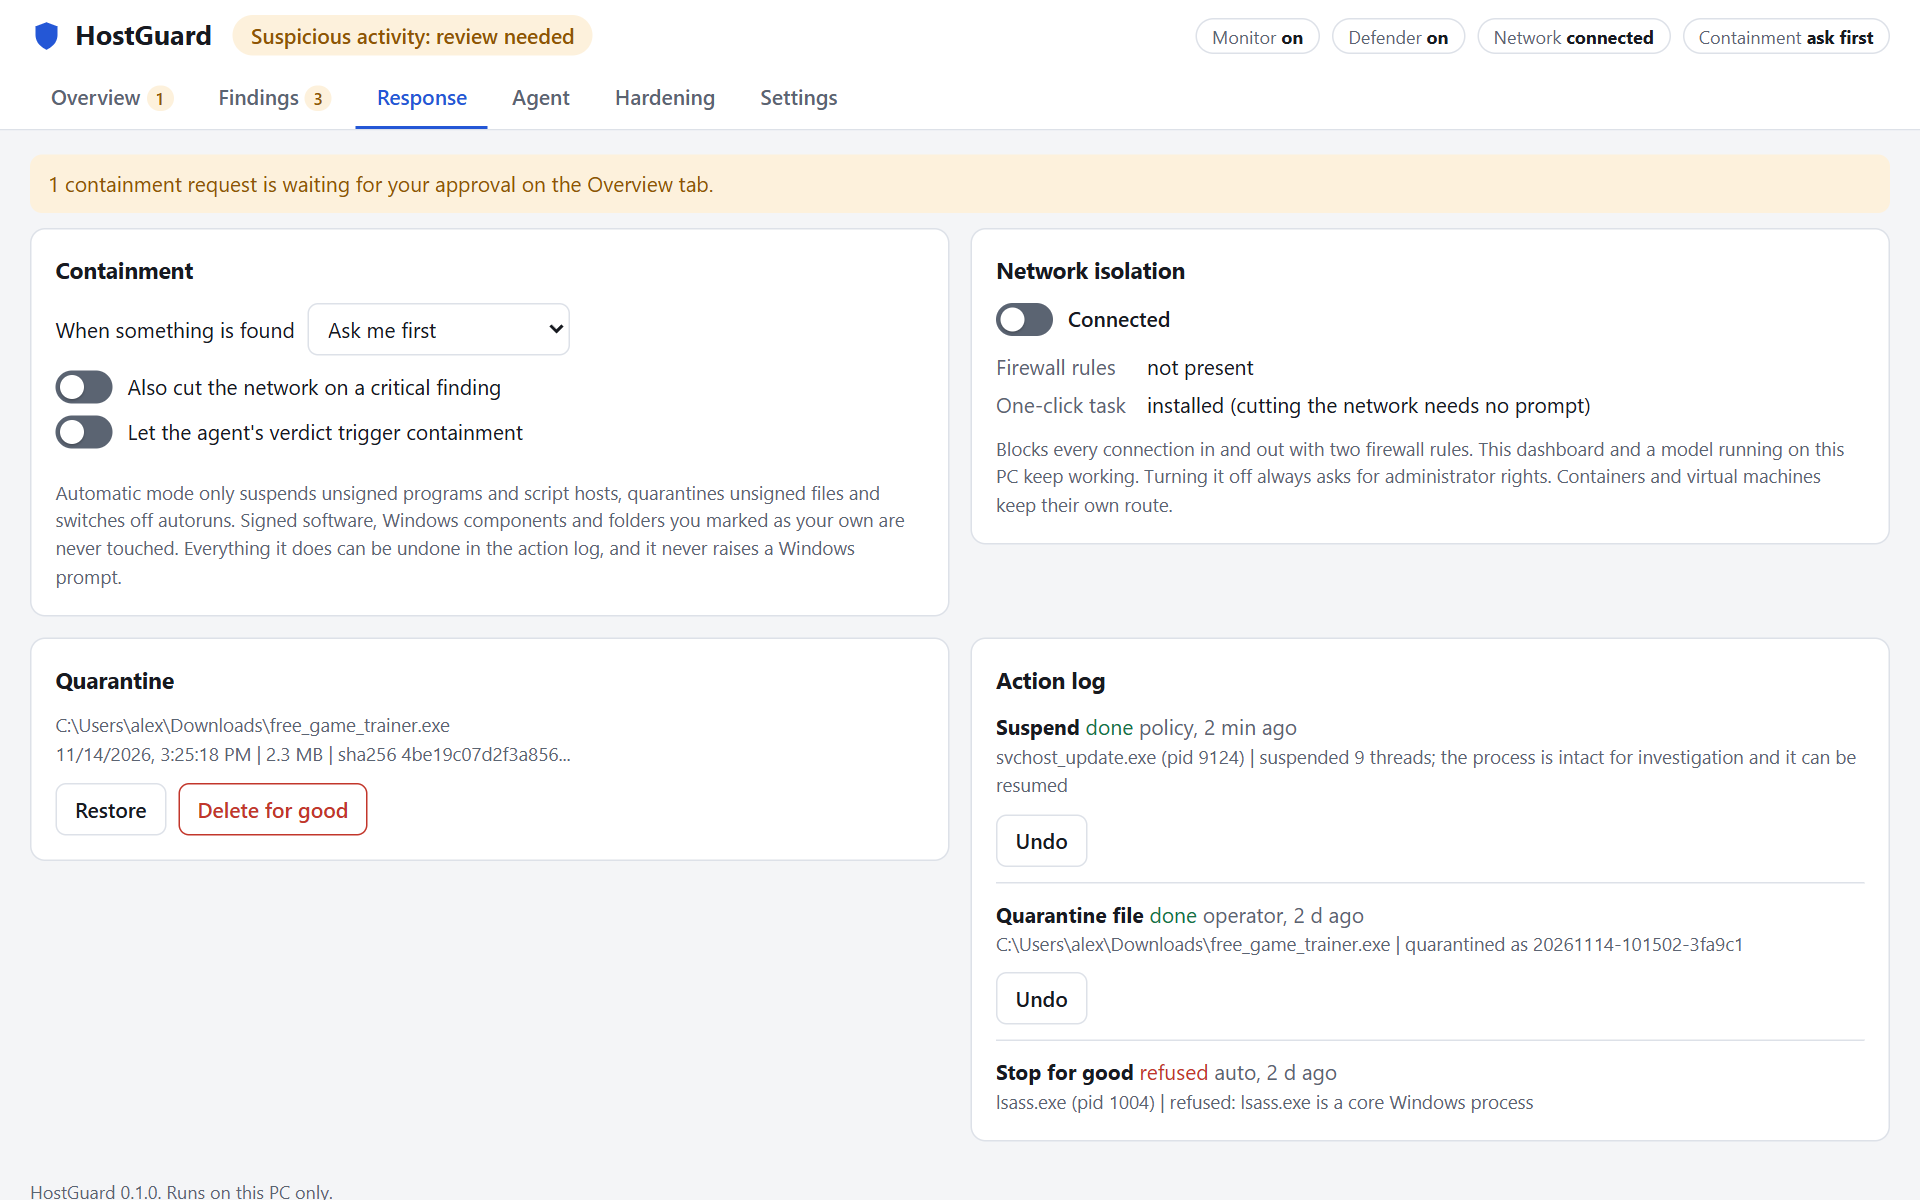 HostGuard
Suspicious activity: review needed
Monitor on
Defender on
Network connected
Containment ask first
Overview 1
Findings 3
Response
Agent
Hardening
Settings
1 containment request is waiting for your approval on the Overview tab.
Containment
When something is found
Ask me first
Also cut the network on a critical finding
Let the agent's verdict trigger containment
Automatic mode only suspends unsigned programs and script hosts, quarantines unsigned files and
switches off autoruns. Signed software, Windows components and folders you marked as your own are
never touched. Everything it does can be undone in the action log, and it never raises a Windows
prompt.
Network isolation
Connected
Firewall rules not present
One-click task installed (cutting the network needs no prompt)
Blocks every connection in and out with two firewall rules. This dashboard and a model running on this
PC keep working. Turning it off always asks for administrator rights. Containers and virtual machines
keep their own route.
Quarantine
C:\Users\alex\Downloads\free_game_trainer.exe
11/14/2026, 3:25:18 PM | 2.3 MB | sha256 4be19c07d2f3a856...
Restore
Delete for good
Action log
Suspend done policy, 2 min ago
svchost_update.exe (pid 9124) | suspended 9 threads; the process is intact for investigation and it can be
resumed
Undo
Quarantine file done operator, 2 d ago
C:\Users\alex\Downloads\free_game_trainer.exe | quarantined as 20261114-101502-3fa9c1
Undo
Stop for good refused auto, 2 d ago
lsass.exe (pid 1004) | refused: lsass.exe is a core Windows process
HostGuard 0.1.0. Runs on this PC only.